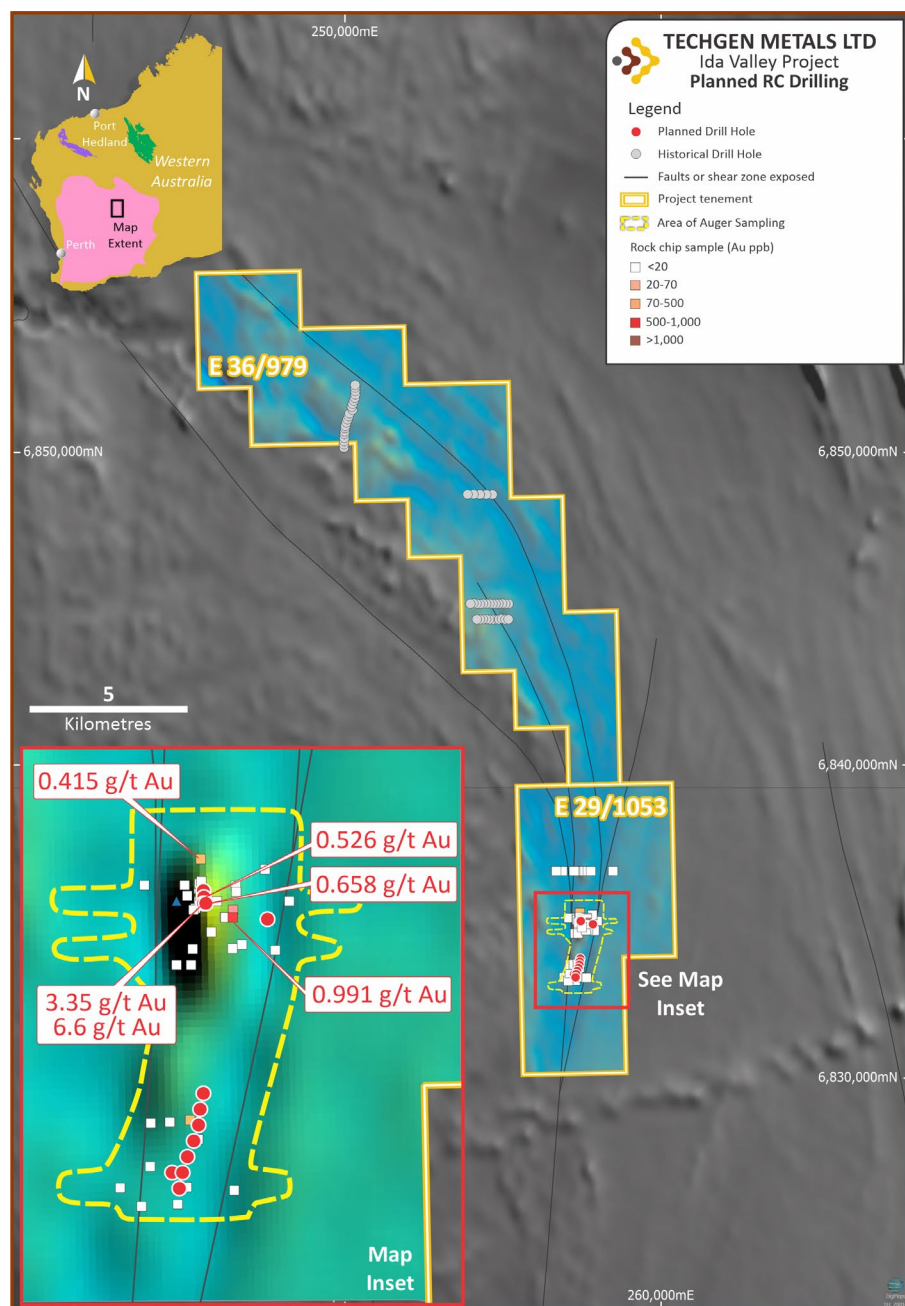 250,000mE
N
Port
Hedland
Western
Australia
Map
Extent
Perth
TECHGEN METALS LTD
Ida Valley Project
Planned RC Drilling
Legend
Planned Drill Hole
Historical Drill Hole
Faults or shear zone exposed
Project tenement
Area of Auger Sampling
Rock chip sample (Au ppb)
<20
20-70
70-500
500-1,000
>1,000
E 36/979
6,850,000mN
6,850,000mN
5
Kilometres
6,840,000mN
E 29/1053
0.415 g/t Au
0.526 g/t Au
0.658 g/t Au
3.35 g/t Au
6.6 g/t Au
0.991 g/t Au
See Map
Inset
6,830,000mN
Map
Inset
260,000mE